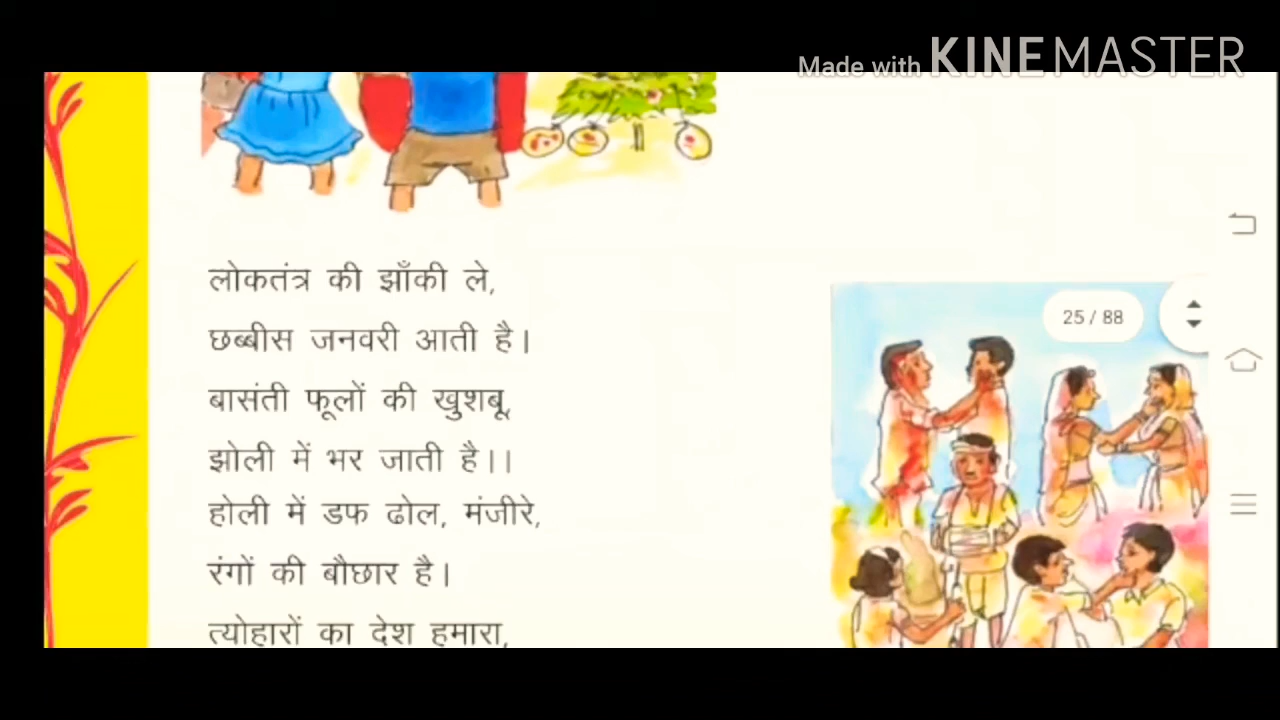 Made with KINEMASTER
लोकतंत्र की झाँकी ले,
छब्बीस जनवरी आती है।
25 / 88
बासंती फूलों की खुशबू,
झोली में भर जाती है।।
होली में डफ ढोल, मंजीरे,
रंगों की बौछार है।
त्योहारों का देश हमारा,